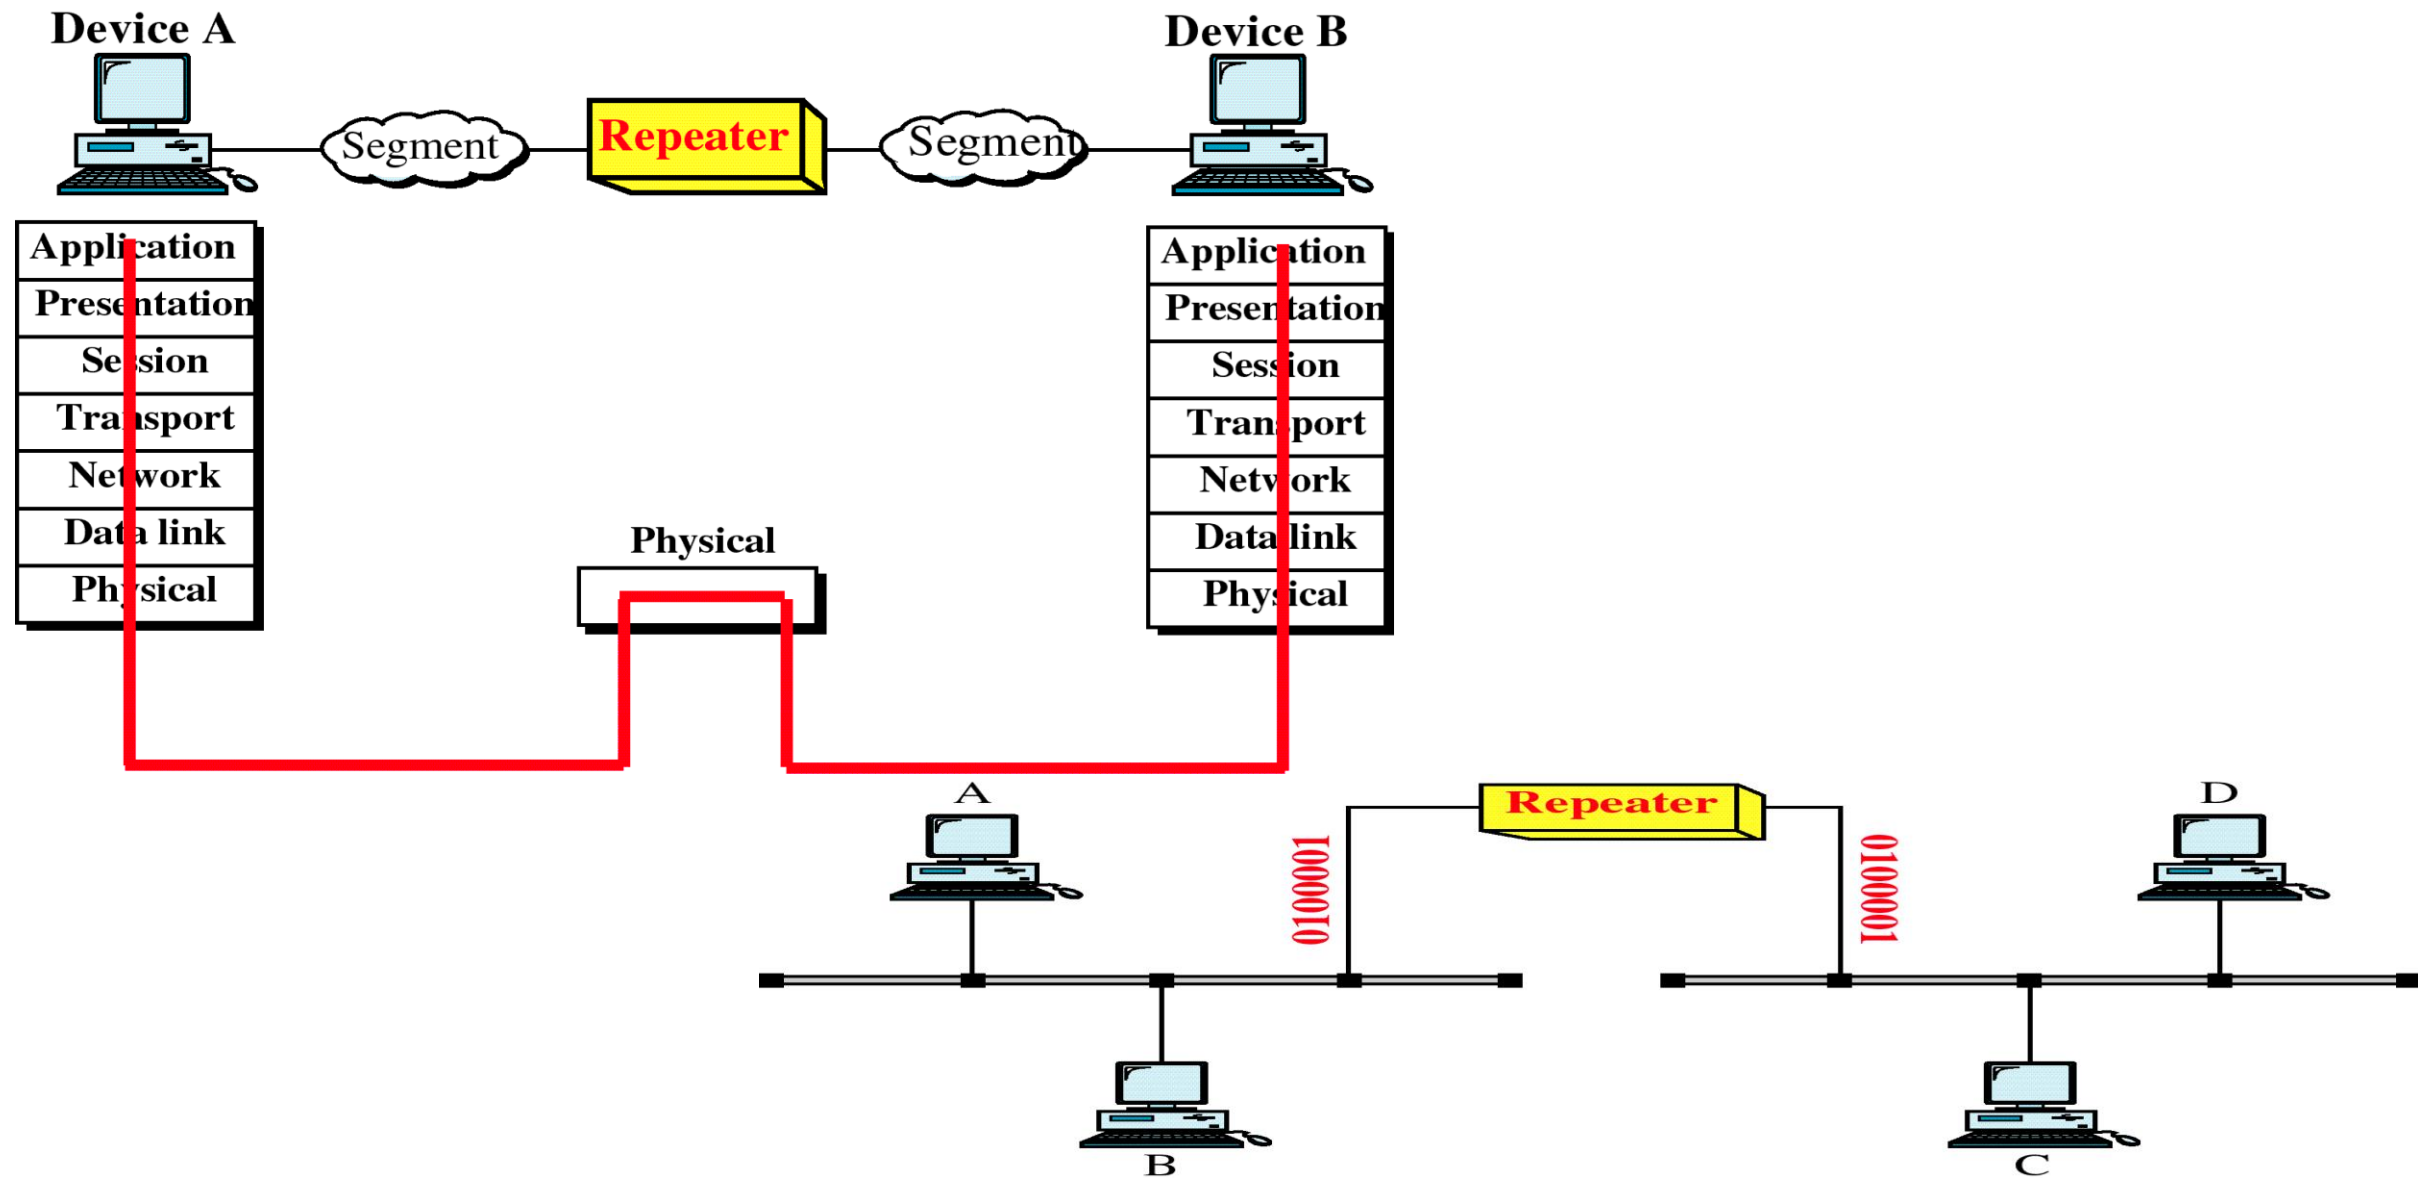 Device A
Device B
Segment
Repeater
Segment
Application
Presentation
Session
Transport
Network
Data link
Physical
Physical
Application
Presentation
Session
Transport
Network
Data link
Physical
A
0100001
Repeater
0100001
D
B
C